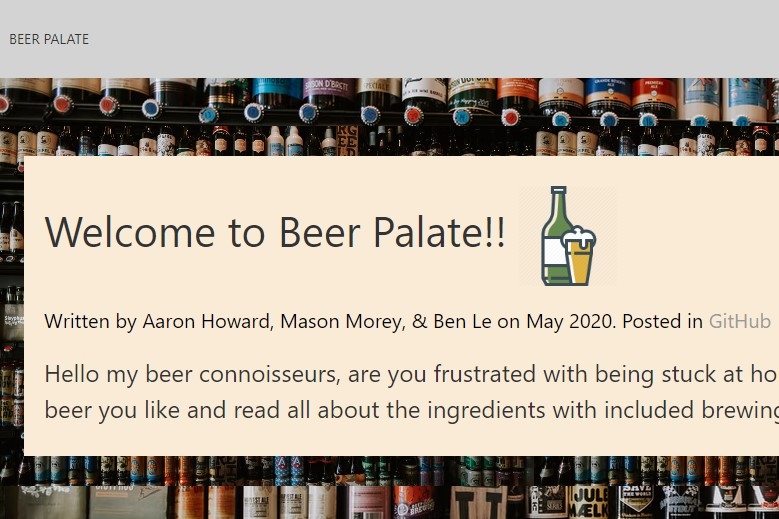 BEER PALATE
Welcome to Beer Palate!!
Written by Aaron Howard, Mason Morey, & Ben Le on May 2020. Posted in GitHub
Hello my beer connoisseurs, are you frustrated with being stuck at ho
beer you like and read all about the ingredients with included brewing
JULE
MÆLK